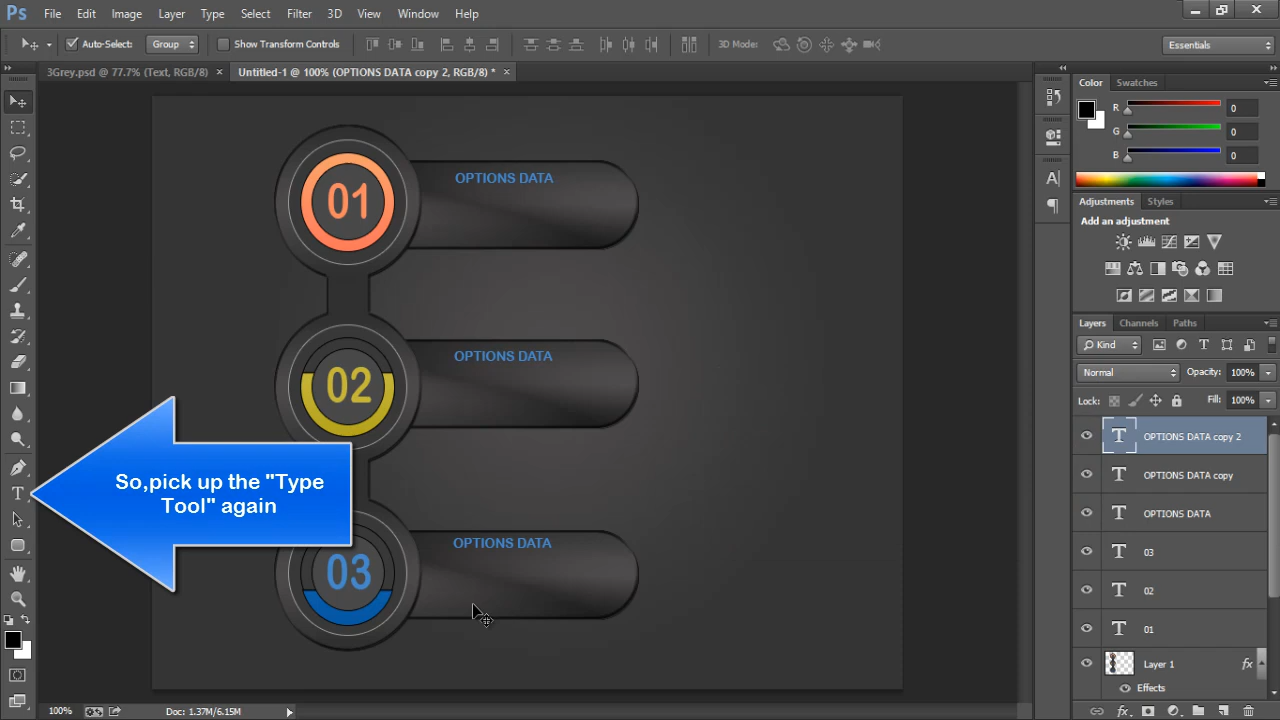 Ps File Edit Image Layer Type Select Filter 3D View Window Help
Auto-Select: Group Show Transform Controls 3D Mode: Essentials
3Grey.psd @ 77.7% (Text, RGB/8) × Untitled-1 @ 100% (OPTIONS DATA copy 2, RGB/8) * ×
Color Swatches
R 0
G 0
B 0
Adjustments Styles
Add an adjustment
Layers Channels Paths
Kind
Normal Opacity: 100%
Lock: Fill: 100%
T OPTIONS DATA copy 2
T OPTIONS DATA copy
T OPTIONS DATA
T 03
T 02
T 01
Layer 1 fx
Effects
01
OPTIONS DATA
02
OPTIONS DATA
So,pick up the "Type
Tool" again
03
OPTIONS DATA
100% Doc: 1.37M/6.15M